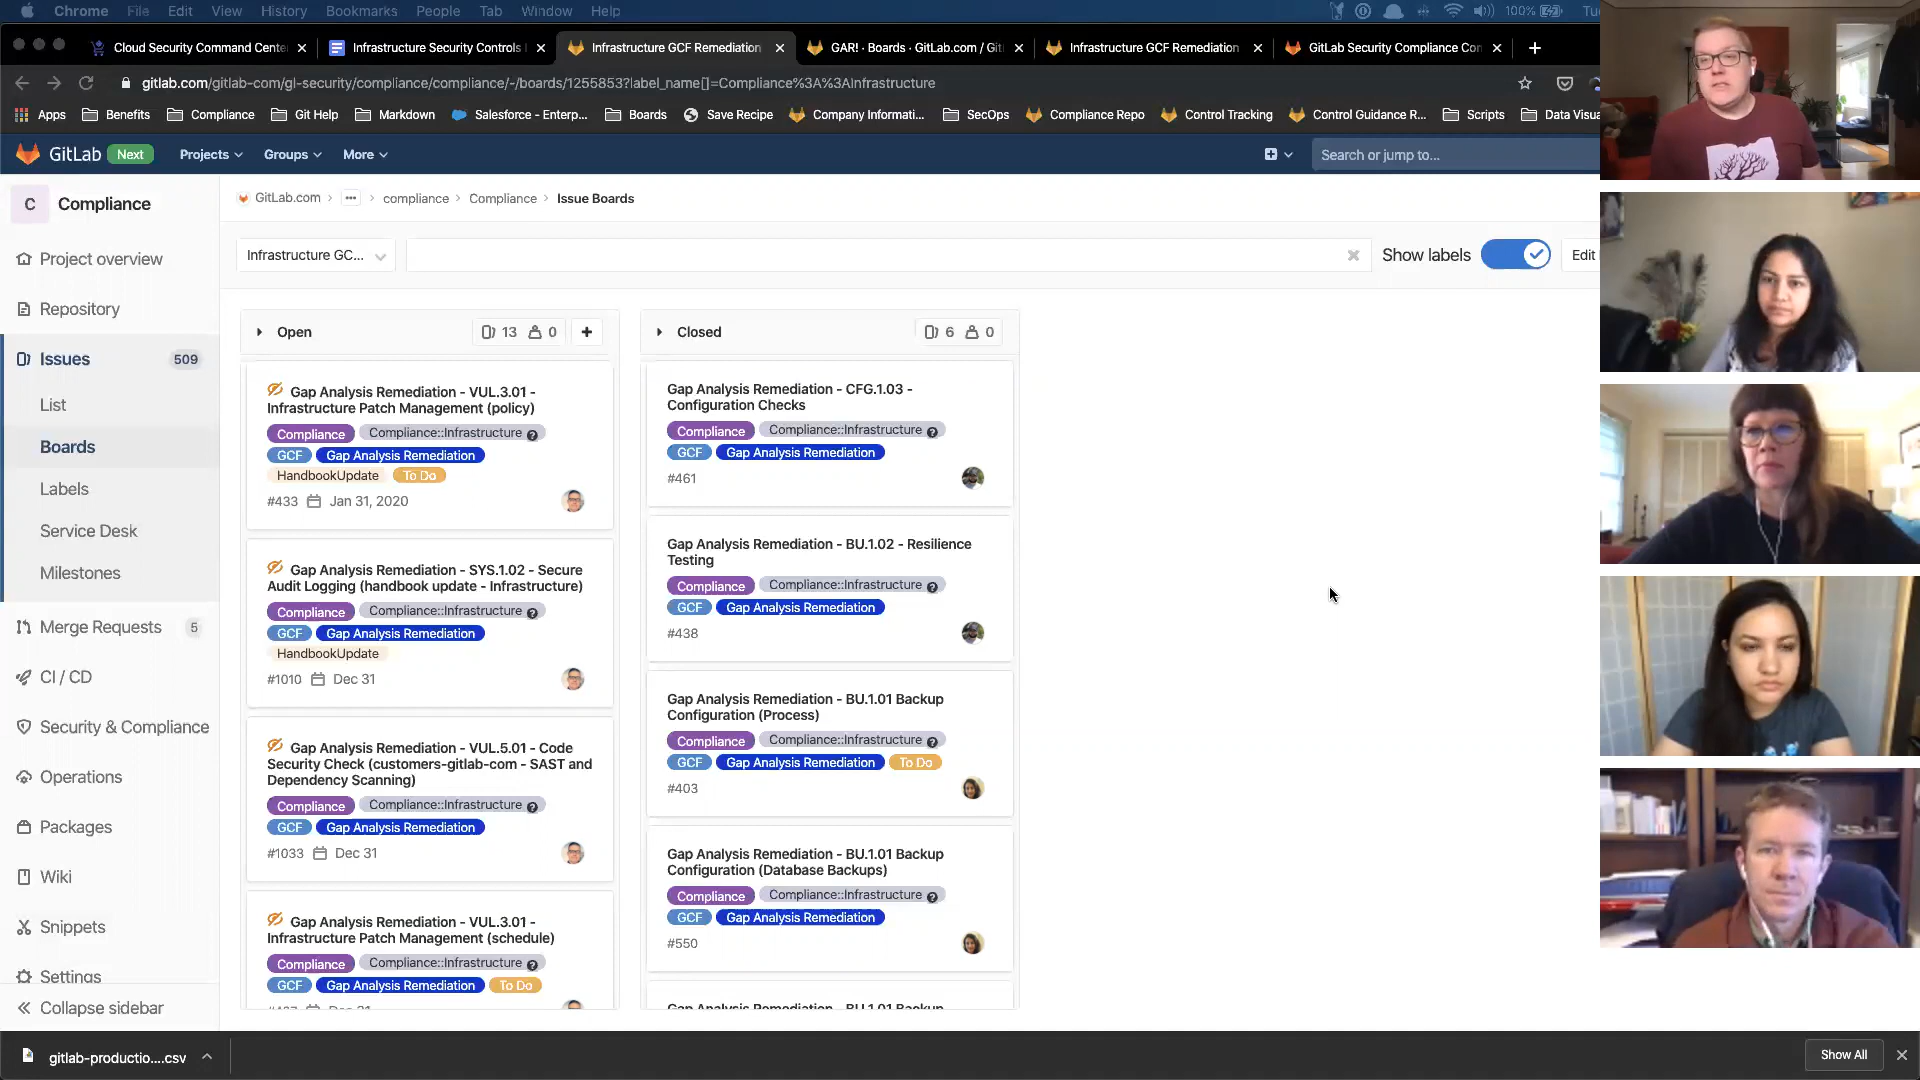 Chrome File Edit View History Bookmarks People Tab Window Help 100% Tu
Cloud Security Command Cente Infrastructure Security Controls Infrastructure GCF Remediation GAR! · Boards · GitLab.com / Git Infrastructure GCF Remediation GitLab Security Compliance Con
gitlab.com/gitlab-com/gl-security/compliance/compliance/-/boards/1255853?label_name[]=Compliance%3A%3AInfrastructure
Apps Benefits Compliance Git Help Markdown Salesforce - Enterp... Boards Save Recipe Company Informati... SecOps Compliance Repo Control Tracking Control Guidance R... Scripts Data Visua
GitLab Next Projects Groups More Search or jump to...
C Compliance
GitLab.com > ... > compliance > Compliance > Issue Boards
Infrastructure GC... Show labels Edit
Project overview
Repository
Issues 509
List
Boards
Labels
Service Desk
Milestones
Merge Requests 5
CI / CD
Security & Compliance
Operations
Packages
Wiki
Snippets
Settings
Collapse sidebar
Open 13 0 +
Gap Analysis Remediation - VUL.3.01 -
Infrastructure Patch Management (policy)
Compliance Compliance::Infrastructure ?
GCF Gap Analysis Remediation
HandbookUpdate To Do
#433 Jan 31, 2020
Gap Analysis Remediation - SYS.1.02 - Secure
Audit Logging (handbook update - Infrastructure)
Compliance Compliance::Infrastructure ?
GCF Gap Analysis Remediation
HandbookUpdate
#1010 Dec 31
Gap Analysis Remediation - VUL.5.01 - Code
Security Check (customers-gitlab-com - SAST and
Dependency Scanning)
Compliance Compliance::Infrastructure ?
GCF Gap Analysis Remediation
#1033 Dec 31
Gap Analysis Remediation - VUL.3.01 -
Infrastructure Patch Management (schedule)
Compliance Compliance::Infrastructure ?
GCF Gap Analysis Remediation To Do
Closed 6 0
Gap Analysis Remediation - CFG.1.03 -
Configuration Checks
Compliance Compliance::Infrastructure ?
GCF Gap Analysis Remediation
#461
Gap Analysis Remediation - BU.1.02 - Resilience
Testing
Compliance Compliance::Infrastructure ?
GCF Gap Analysis Remediation
#438
Gap Analysis Remediation - BU.1.01 Backup
Configuration (Process)
Compliance Compliance::Infrastructure ?
GCF Gap Analysis Remediation To Do
#403
Gap Analysis Remediation - BU.1.01 Backup
Configuration (Database Backups)
Compliance Compliance::Infrastructure ?
GCF Gap Analysis Remediation
#550
Gap Analysis Remediation - BU.1.01 Backup
gitlab-productio....csv Show All